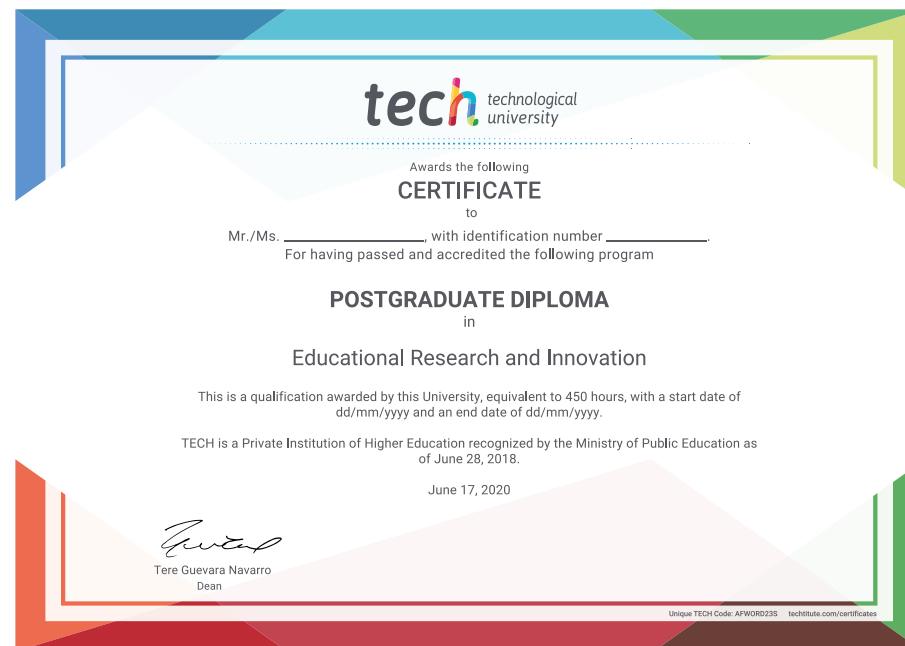 tech technological
university
Awards the following
CERTIFICATE
to
Mr./Ms. ____________, with identification number ____________.
For having passed and accredited the following program
POSTGRADUATE DIPLOMA
in
Educational Research and Innovation
This is a qualification awarded by this University, equivalent to 450 hours, with a start date of
dd/mm/yyyy and an end date of dd/mm/yyyy.
TECH is a Private Institution of Higher Education recognized by the Ministry of Public Education as
of June 28, 2018.
June 17, 2020
Tere Guevara Navarro
Dean
Unique TECH Code: AFWORD23S techtitute.com/certificates